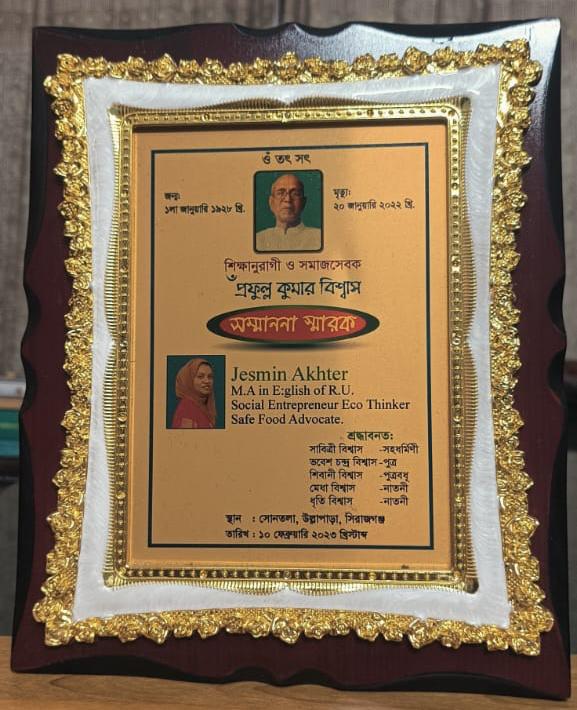 ওঁ তৎ সৎ
জন্ম:
১লা জানুয়ারি ১৯২৮ খ্রি.
মৃত্যু:
২০ জানুয়ারি ২০২২ খ্রি.
শিক্ষানুরাগী ও সমাজসেবক
প্রঁফুল্ল কুমার বিশ্বাস
সম্মাননা স্মারক
Jesmin Akhter
M.A in E:glish of R.U.
Social Entrepreneur Eco Thinker
Safe Food Advocate.
শ্রদ্ধাবনত:
সাবিত্রী বিশ্বাস -সহধর্মিণী
ভবেশ চন্দ্র বিশ্বাস -পুত্র
শিবানী বিশ্বাস -পুত্রবধূ
মেধা বিশ্বাস -নাতনী
ধৃতি বিশ্বাস -নাতনী
স্থান : সোনতলা, উল্লাপাড়া, সিরাজগঞ্জ
তারিখ : ১০ ফেব্রুয়ারি ২০২৩ খ্রিস্টাব্দ